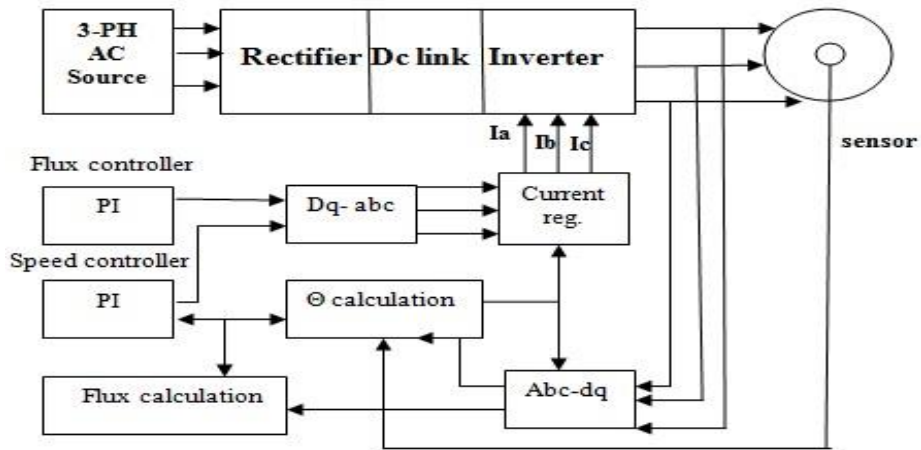 3-PH
AC
Source
Rectifier
Dc link
Inverter
Ia
Ib
Ic
sensor
Flux controller
PI
Dq- abc
Current
reg.
Speed controller
PI
Θ calculation
Flux calculation
Abc-dq